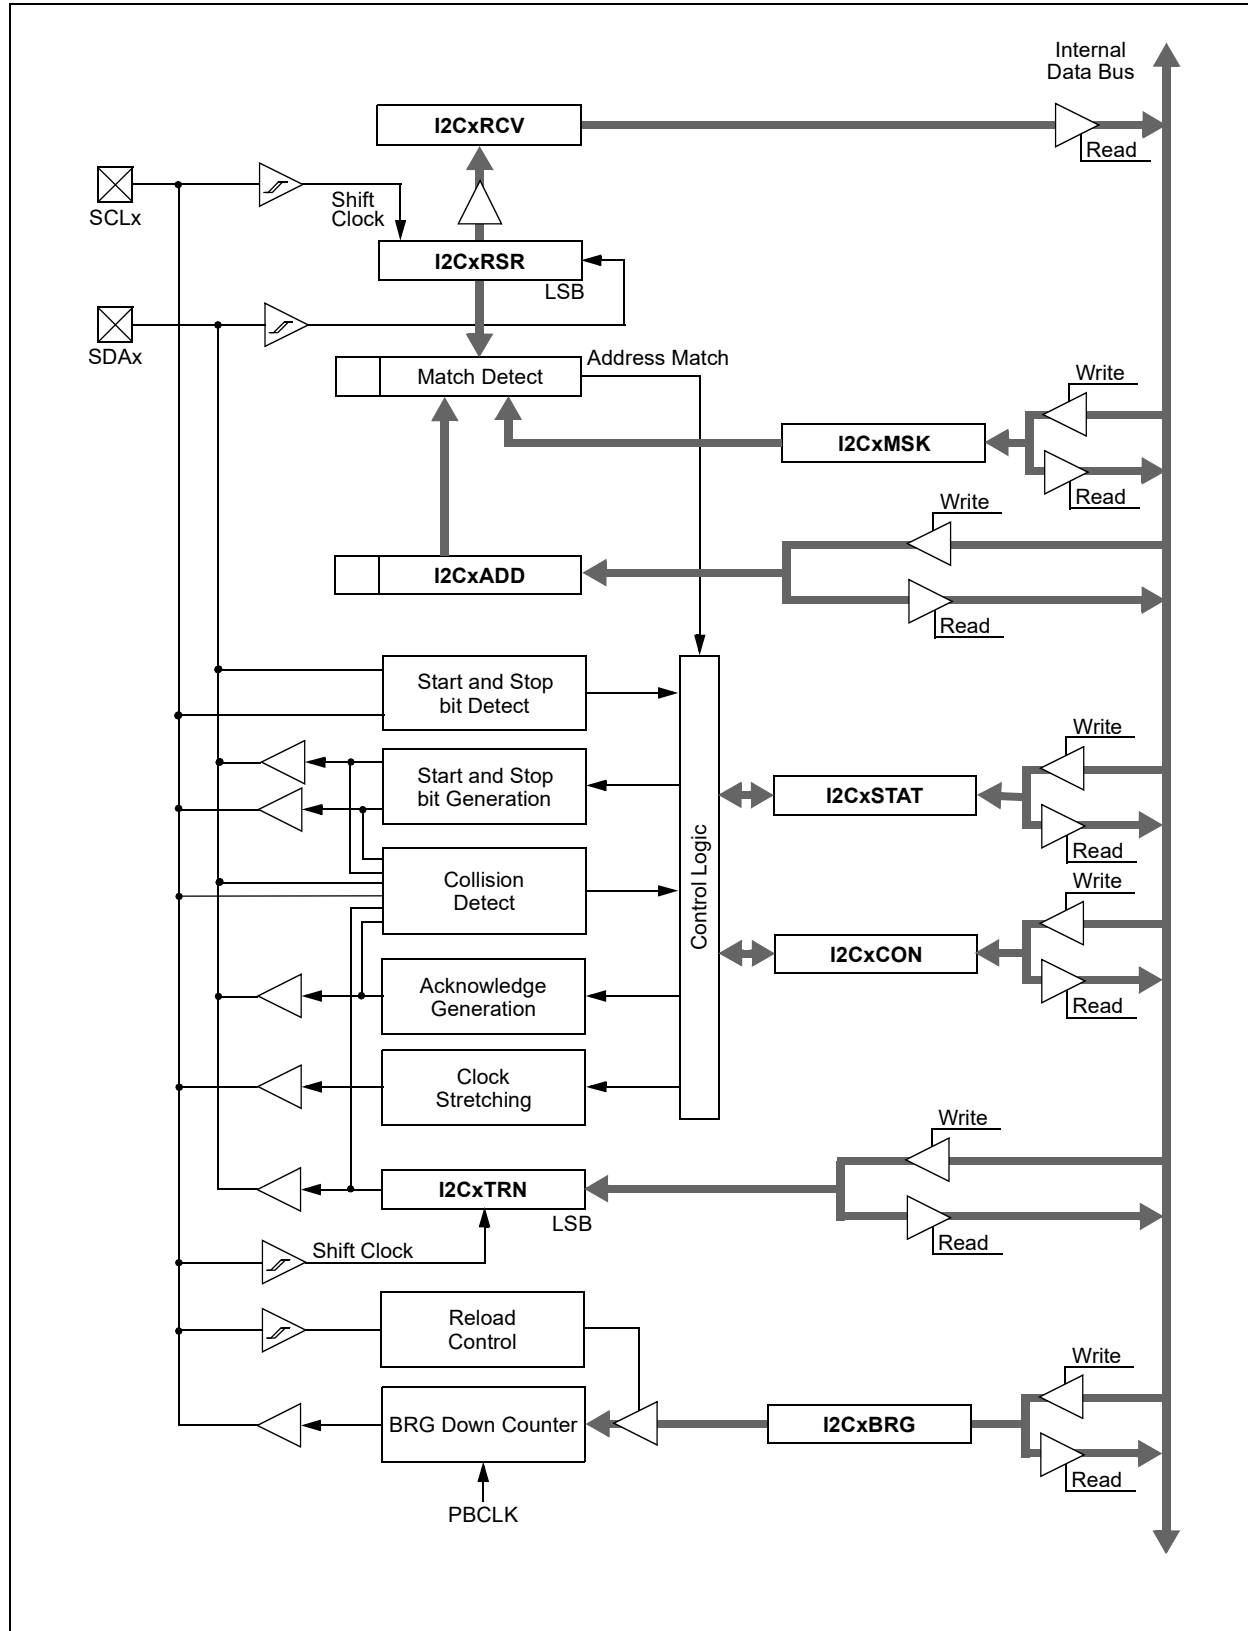 Internal
Data Bus
I2CxRCV
Read
SCLx
Shift
Clock
I2CxRSR
LSB
SDAx
Address Match
Match Detect
Write
I2CxMSK
Read
Write
I2CxADD
Read
Start and Stop
bit Detect
Write
Start and Stop
bit Generation
I2CxSTAT
Read
Control Logic
Collision
Detect
Write
I2CxCON
Acknowledge
Generation
Read
Clock
Stretching
Write
I2CxTRN
LSB
Read
Shift Clock
Reload
Control
Write
BRG Down Counter
I2CxBRG
Read
PBCLK